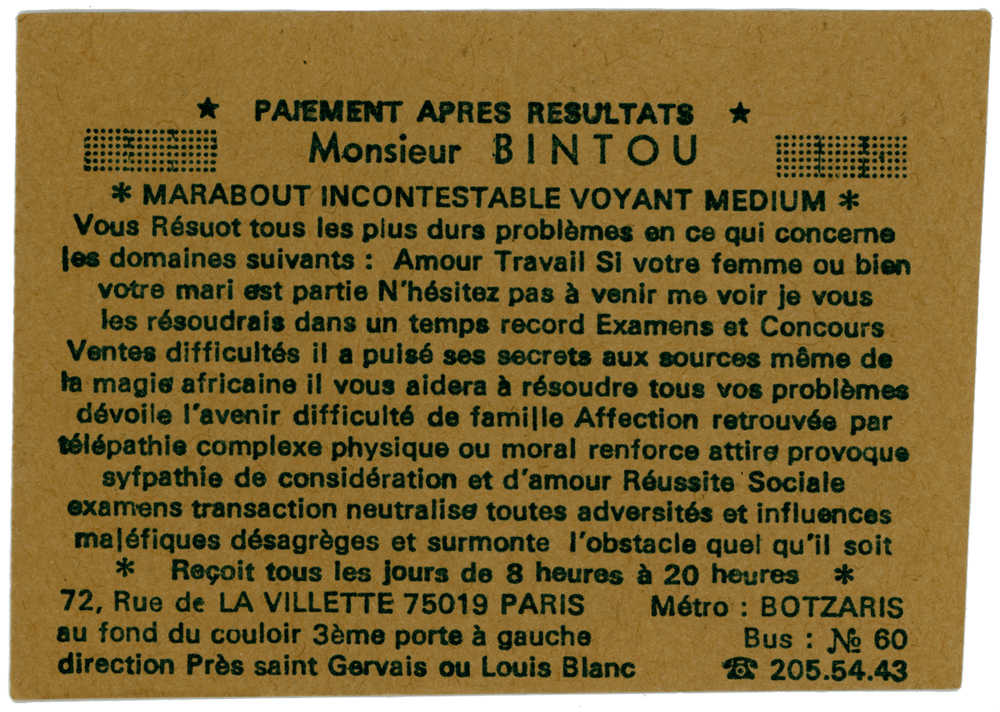 ★ PAIEMENT APRES RESULTATS ★
Monsieur BINTOU
* MARABOUT INCONTESTABLE VOYANT MEDIUM *
Vous Résuot tous les plus durs problèmes en ce qui concerne
les domaines suivants : Amour Travail Si votre femme ou bien
votre mari est partie N'hésitez pas à venir me voir je vous
les résoudrais dans un temps record Examens et Concours
Ventes difficultés il a puisé ses secrets aux sources même de
la magie africaine il vous aidera à résoudre tous vos problèmes
dévoile l'avenir difficulté de famille Affection retrouvée par
télépathie complexe physique ou moral renforce attire provoque
syfpathie de considération et d'amour Réussite Sociale
examens transaction neutralise toutes adversités et influences
maléfiques désagrèges et surmonte l'obstacle quel qu'il soit
* Reçoit tous les jours de 8 heures à 20 heures *
72, Rue de LA VILLETTE 75019 PARIS Métro : BOTZARIS
au fond du couloir 3ème porte à gauche Bus : № 60
direction Près saint Gervais ou Louis Blanc ☎ 205.54.43